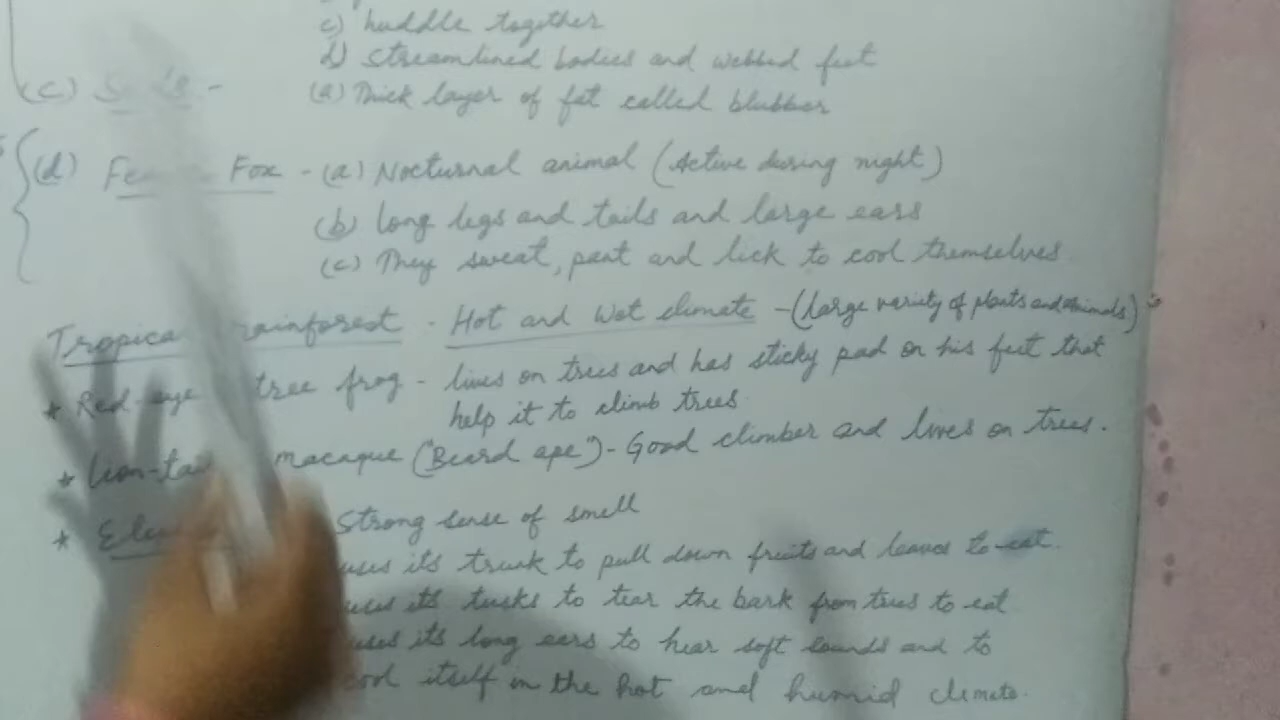 c) huddle together
d) streamlined bodies and webbed feet
(c) - (a) Thick layer of fat called blubber
(d) Fox - (a) Nocturnal animal (Active during night)
(b) long legs and tails and large ears
(c) They sweat, pant and lick to cool themselves
rainforest - Hot and Wet climate - (large variety of plants and animals) :-
* Red tree frog - lives on trees and has sticky pad on his feet that
help it to climb trees
* macaque ("Beard ape") - Good climber and lives on trees.
* Strong sense of smell
uses its trunk to pull down fruits and leaves to eat.
uses its tusks to tear the bark from trees to eat
uses its long ears to hear soft sounds and to
cool itself in the hot and humid climate.